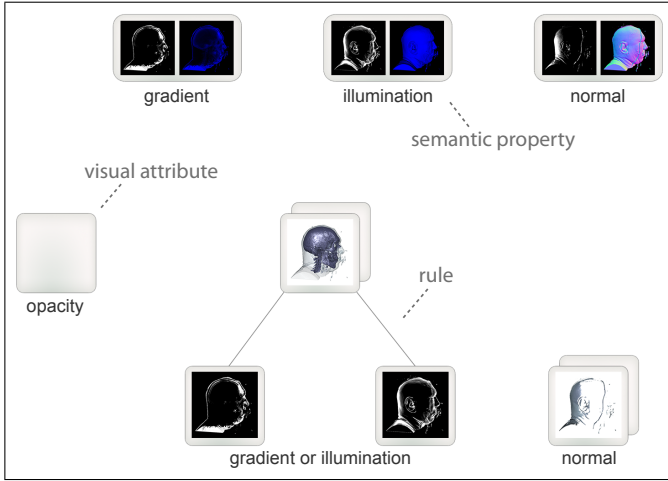 gradient
illumination
normal
semantic property
visual attribute
rule
opacity
gradient or illumination
normal